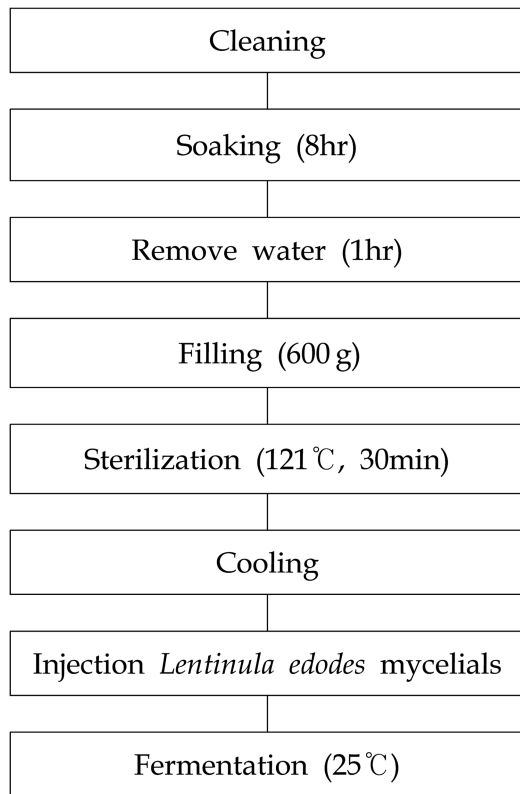 Cleaning
Soaking (8hr)
Remove water (1hr)
Filling (600 g)
Sterilization (121℃, 30min)
Cooling
Injection Lentinula edodes mycelials
Fermentation (25℃)